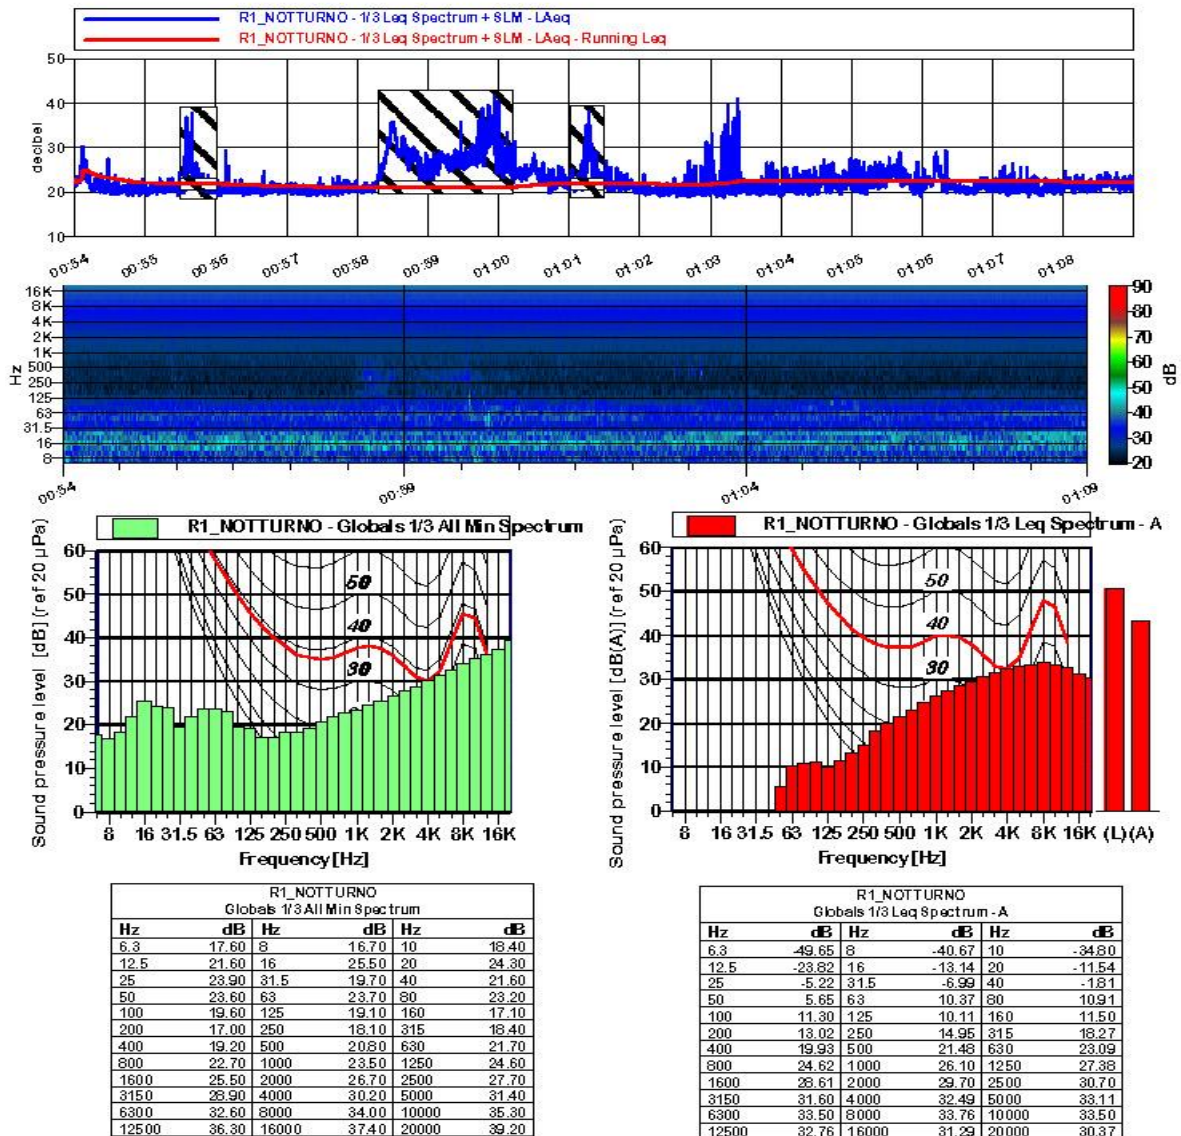 R1_NOTTURNO - 1/3 Leq Spectrum + SLM - LAeq
R1_NOTTURNO - 1/3 Leq Spectrum + SLM - LAeq - Running Leq
50
40
30
20
10
decibel
00:54 00:55 00:56 00:57 00:58 00:59 01:00 01:01 01:02 01:03 01:04 01:05 01:06 01:07 01:08
16K
8K
4K
2K
1K
500
250
125
63
31.5
16
8
Hz
90
80
70
60
50
40
30
20
dB
00:54 00:59 01:04 01:09
R1_NOTTURNO - Globals 1/3 All Min Spectrum
Sound pressure level [dB] (ref 20 µPa)
60
50
40
30
20
10
0
50
40
30
8 16 31.5 63 125 250 500 1K 2K 4K 8K 16K
Frequency [Hz]
R1_NOTTURNO - Globals 1/3 Leq Spectrum - A
Sound pressure level [dB(A)] (ref 20 µPa)
60
50
40
30
20
10
0
50
40
30
8 16 31.5 63 125 250 500 1K 2K 4K 8K 16K (L) (A)
Frequency [Hz]
R1_NOTTURNO
Globals 1/3 All Min Spectrum
Hz dB Hz dB Hz dB
6.3 17.60 8 16.70 10 18.40
12.5 21.60 16 25.50 20 24.30
25 23.90 31.5 19.70 40 21.60
50 23.60 63 23.70 80 23.20
100 19.60 125 19.10 160 17.10
200 17.00 250 18.10 315 18.40
400 19.20 500 20.80 630 21.70
800 22.70 1000 23.50 1250 24.60
1600 25.50 2000 26.70 2500 27.70
3150 28.90 4000 30.20 5000 31.40
6300 32.60 8000 34.00 10000 35.30
12500 36.30 16000 37.40 20000 39.20
R1_NOTTURNO
Globals 1/3 Leq Spectrum - A
Hz dB Hz dB Hz dB
6.3 -49.65 8 -40.67 10 -34.80
12.5 -23.82 16 -13.14 20 -11.54
25 -5.22 31.5 -6.99 40 -1.81
50 5.65 63 10.37 80 10.91
100 11.30 125 10.11 160 11.50
200 13.02 250 14.95 315 18.27
400 19.93 500 21.48 630 23.09
800 24.62 1000 26.10 1250 27.38
1600 28.61 2000 29.70 2500 30.70
3150 31.60 4000 32.49 5000 33.11
6300 33.50 8000 33.76 10000 33.50
12500 32.76 16000 31.29 20000 30.37